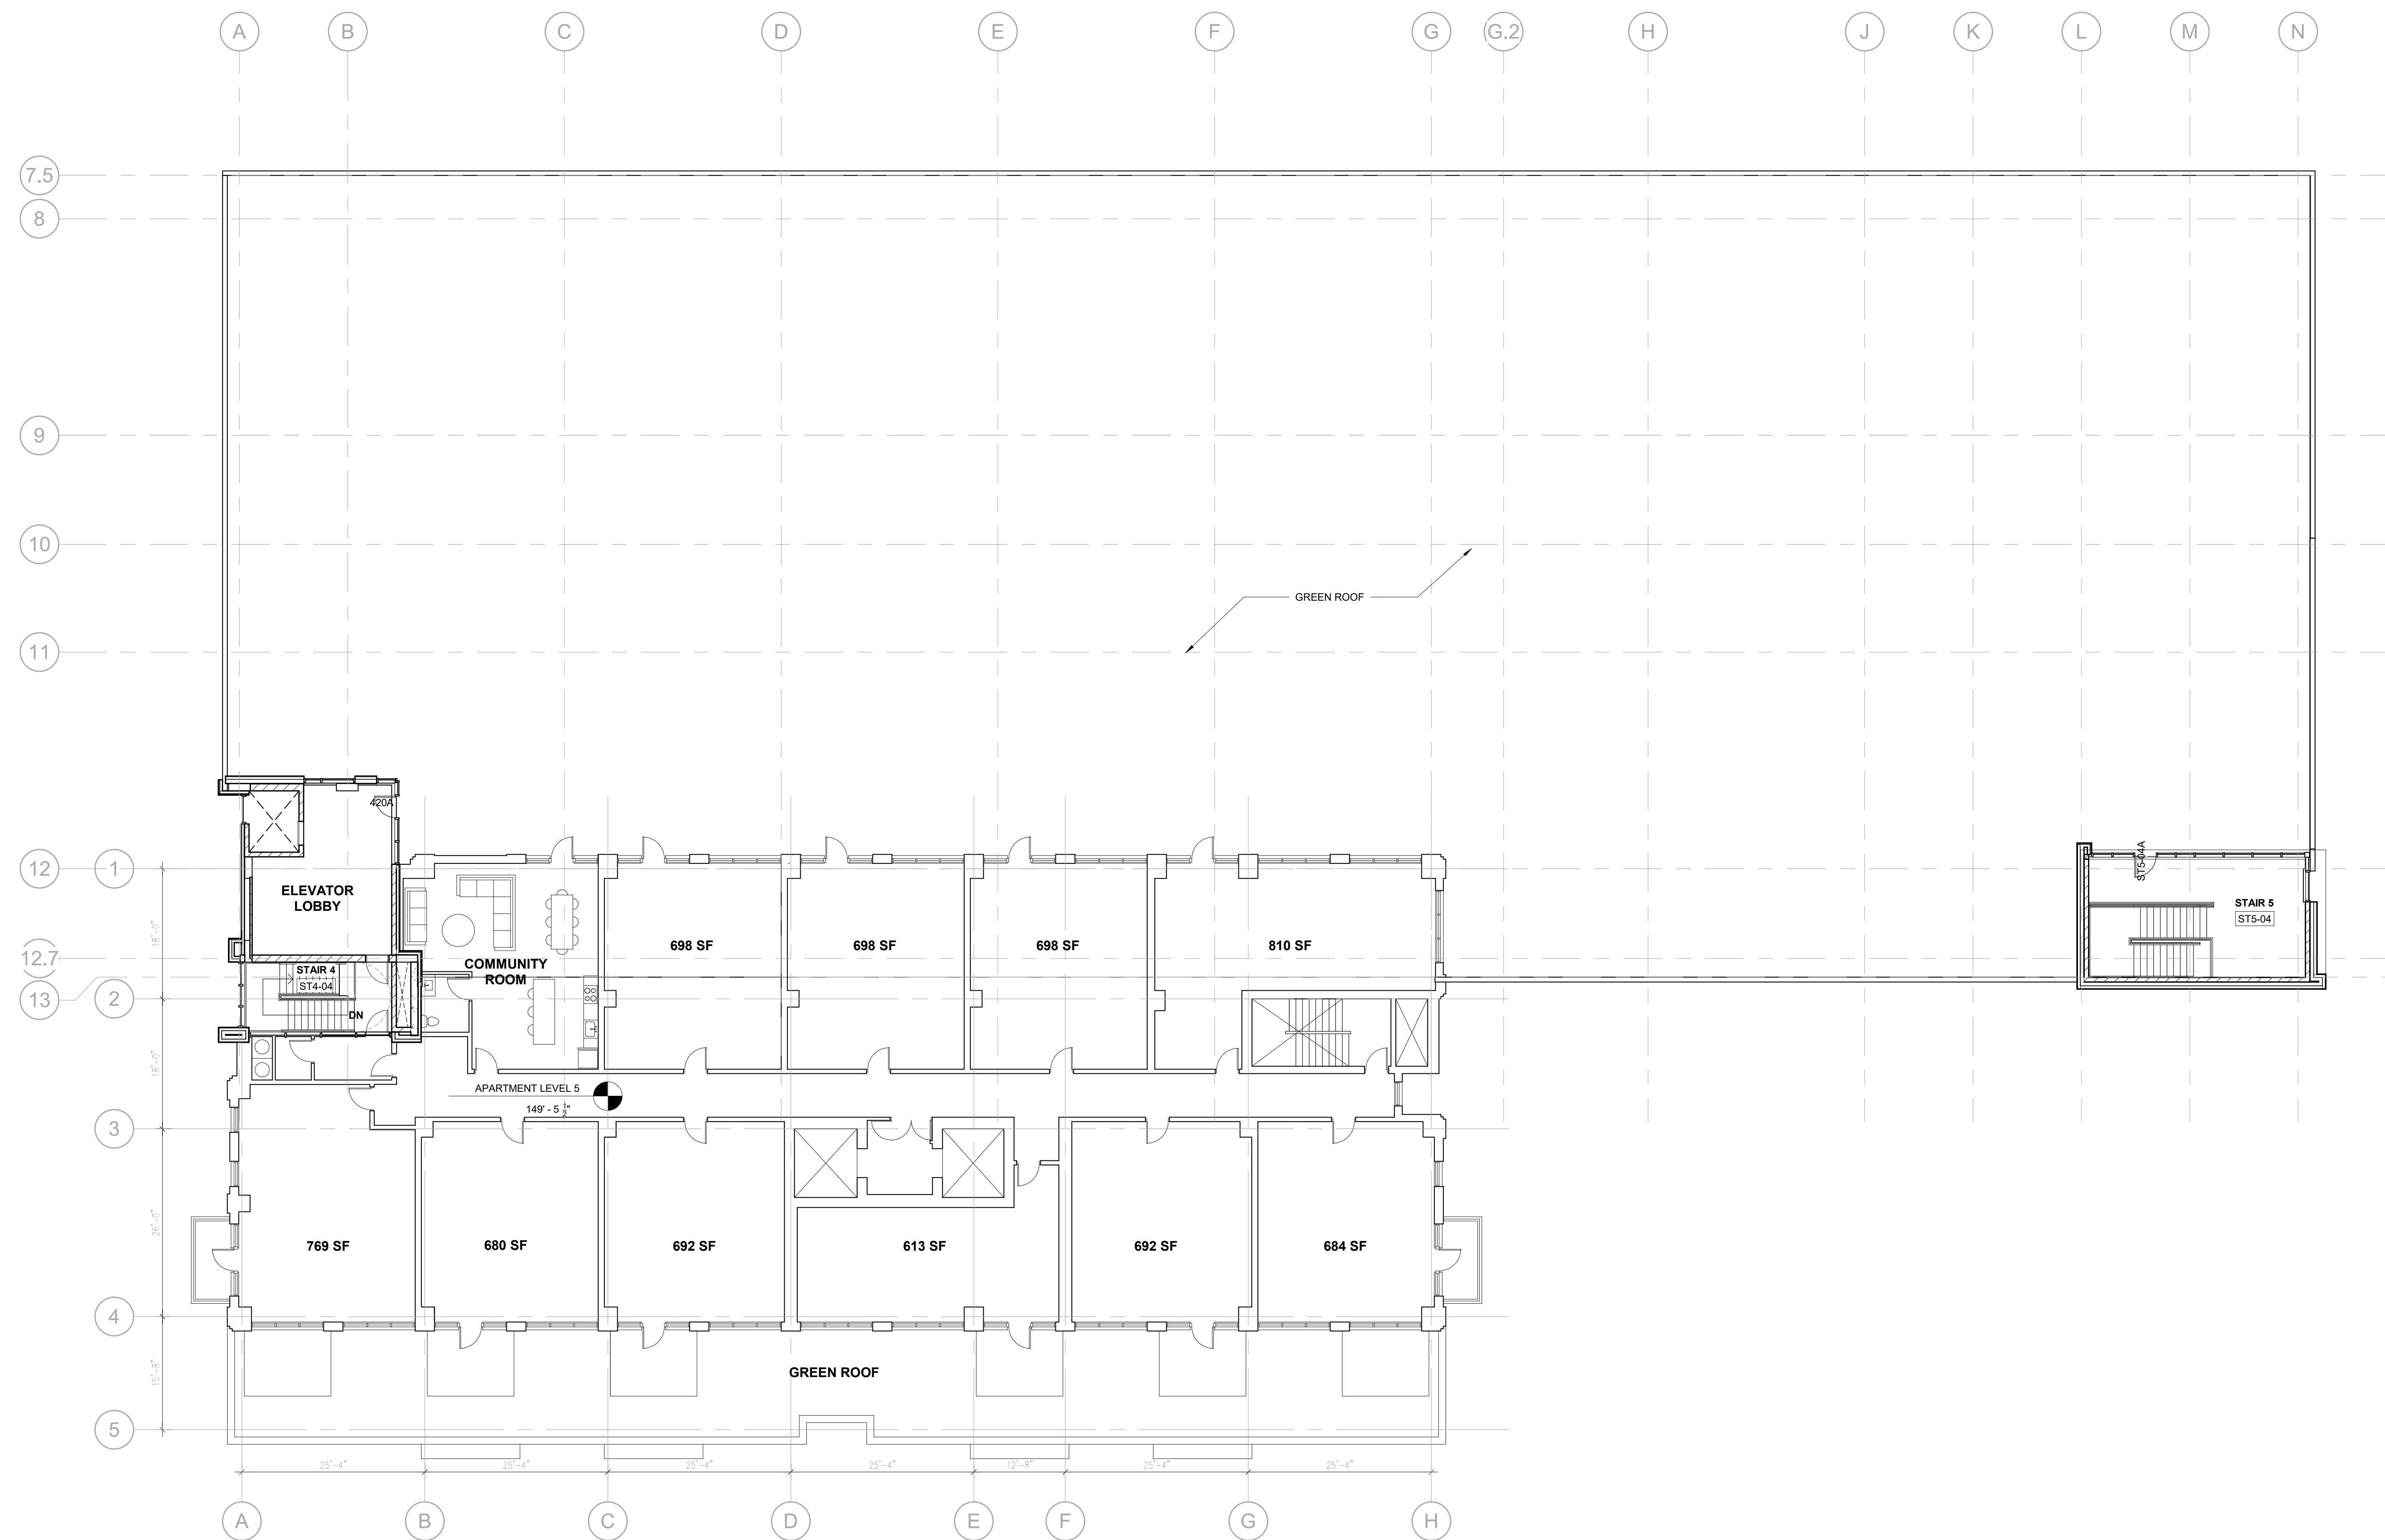 A B C D E F G G.2 H J K L M N
7.5
8
9
10
GREEN ROOF
11
420A
12 1
ST5-04A
ELEVATOR
LOBBY
STAIR 5
ST5-04
18'-0"
698 SF 698 SF 698 SF 810 SF
12.7
COMMUNITY
ROOM
STAIR 4
ST4-04
13 2
DN
18'-0"
APARTMENT LEVEL 5
149' - 5 1/2"
3
26'-0"
769 SF 680 SF 692 SF 613 SF 692 SF 684 SF
4
15'-8"
GREEN ROOF
5
25'-4" 25'-4" 25'-4" 25'-4" 12'-8" 25'-4" 25'-4"
A B C D E F G H